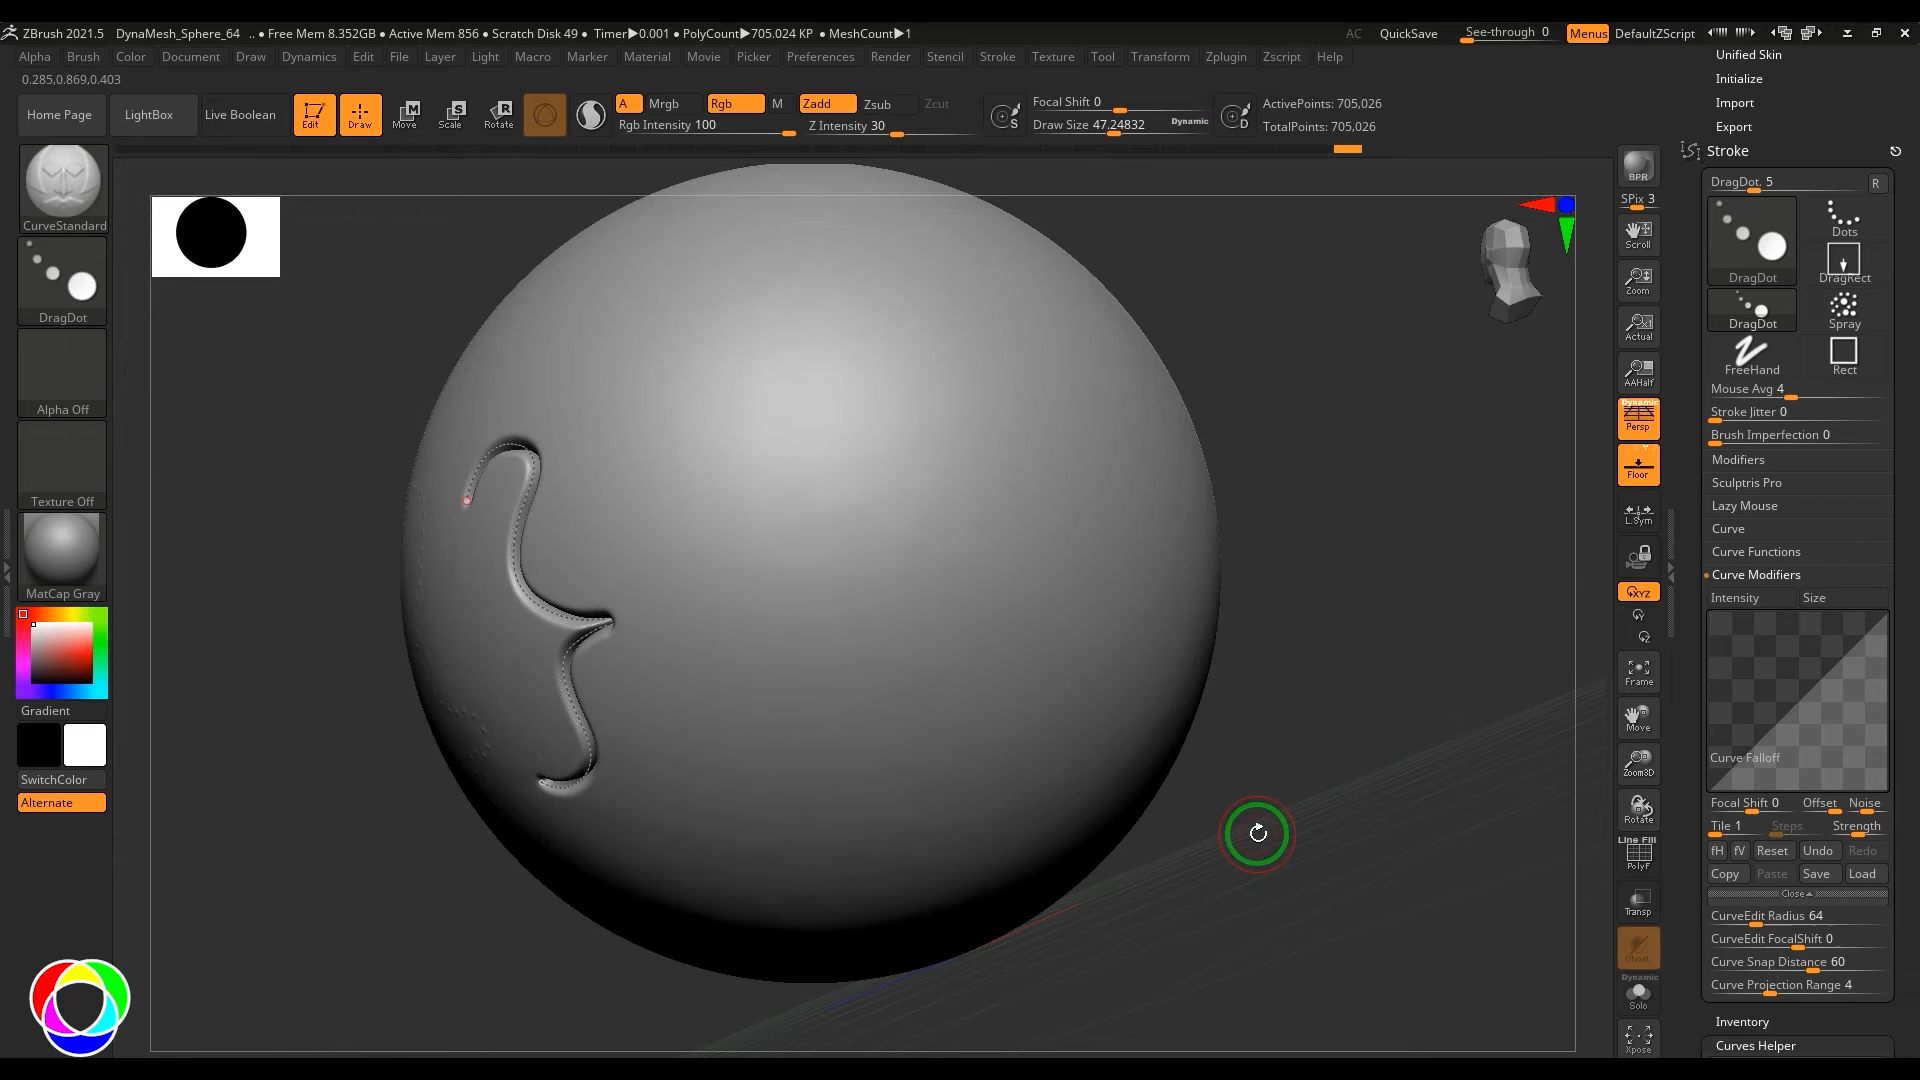 ZBrush 2021.5 DynaMesh_Sphere_64 .. ● Free Mem 8.352GB ● Active Mem 856 ● Scratch Disk 49 ● Timer▶0.001 ● PolyCount▶705.024 KP ● MeshCount▶1 AC QuickSave See-through 0 Menus DefaultZScript
Alpha Brush Color Document Draw Dynamics Edit File Layer Light Macro Marker Material Movie Picker Preferences Render Stencil Stroke Texture Tool Transform Zplugin Zscript Help
0.285,0.869,0.403
Home Page LightBox Live Boolean Edit Draw Move Scale Rotate
A Mrgb Rgb M Zadd Zsub Zcut
Rgb Intensity 100 Z Intensity 30
Focal Shift 0
Draw Size 47.24832 Dynamic
ActivePoints: 705,026
TotalPoints: 705,026
CurveStandard
DragDot
Alpha Off
Texture Off
MatCap Gray
Gradient
SwitchColor
Alternate
BPR
SPix 3
Scroll
Zoom
Actual
AAHalf
Dynamic
Persp
Floor
L.Sym
XYZ
Y
Z
Frame
Move
Zoom3D
Rotate
Line Fill
PolyF
Transp
Ghost
Dynamic
Solo
Xpose
Unified Skin
Initialize
Import
Export
Stroke
DragDot. 5 R
DragDot Dots
DragRect
DragDot Spray
FreeHand Rect
Mouse Avg 4
Stroke Jitter 0
Brush Imperfection 0
Modifiers
Sculptris Pro
Lazy Mouse
Curve
Curve Functions
Curve Modifiers
Intensity Size
Curve Falloff
Focal Shift 0 Offset Noise
Tile 1 Steps Strength
fH fV Reset Undo Redo
Copy Paste Save Load
Close
CurveEdit Radius 64
CurveEdit FocalShift 0
Curve Snap Distance 60
Curve Projection Range 4
Inventory
Curves Helper